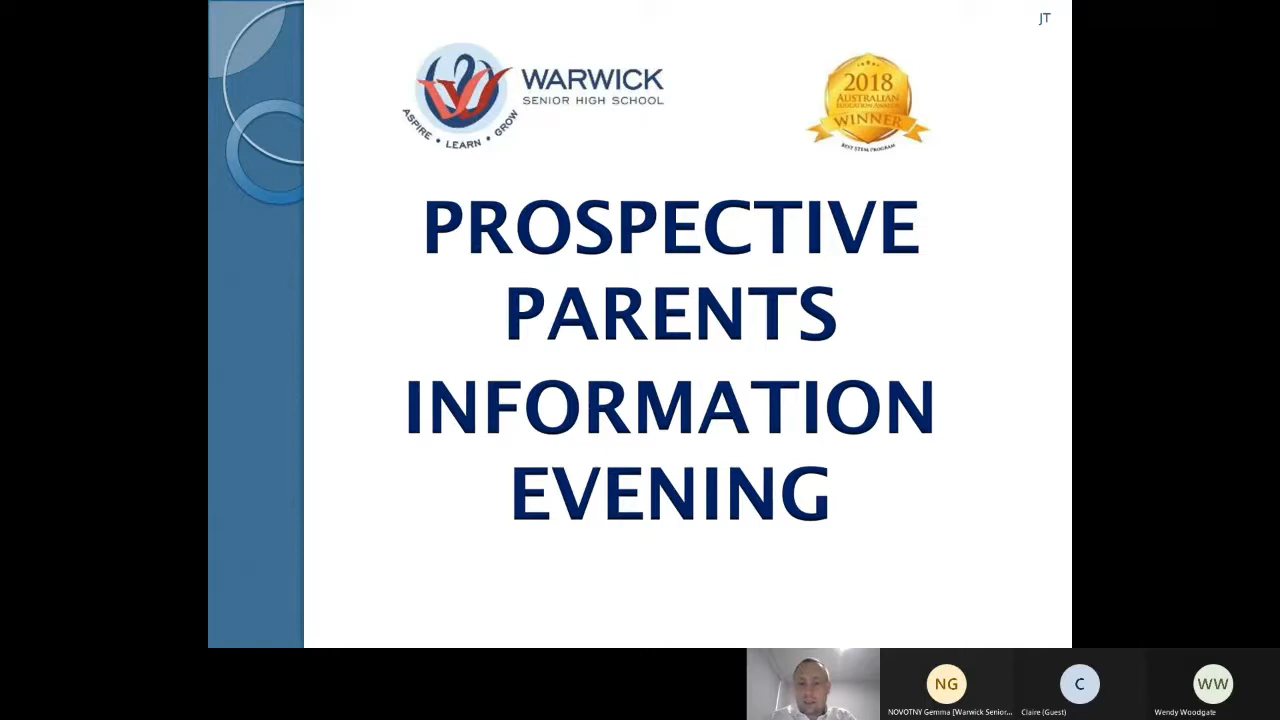 JT
WARWICK
SENIOR HIGH SCHOOL
ASPIRE • LEARN • GROW
2018
AUSTRALIAN
EDUCATION AWARDS
WINNER
BEST STEM PROGRAM
PROSPECTIVE
PARENTS
INFORMATION
EVENING
NG
NOVOTNY Gemma [Warwick Senior...
C
Claire (Guest)
WW
Wendy Woodgate